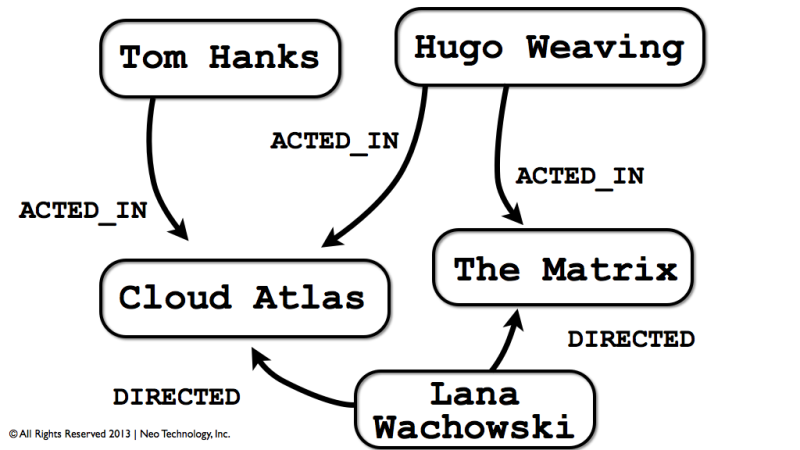 Tom Hanks
Hugo Weaving
ACTED_IN
ACTED_IN
ACTED_IN
Cloud Atlas
The Matrix
DIRECTED
DIRECTED
Lana
Wachowski
© All Rights Reserved 2013 | Neo Technology, Inc.